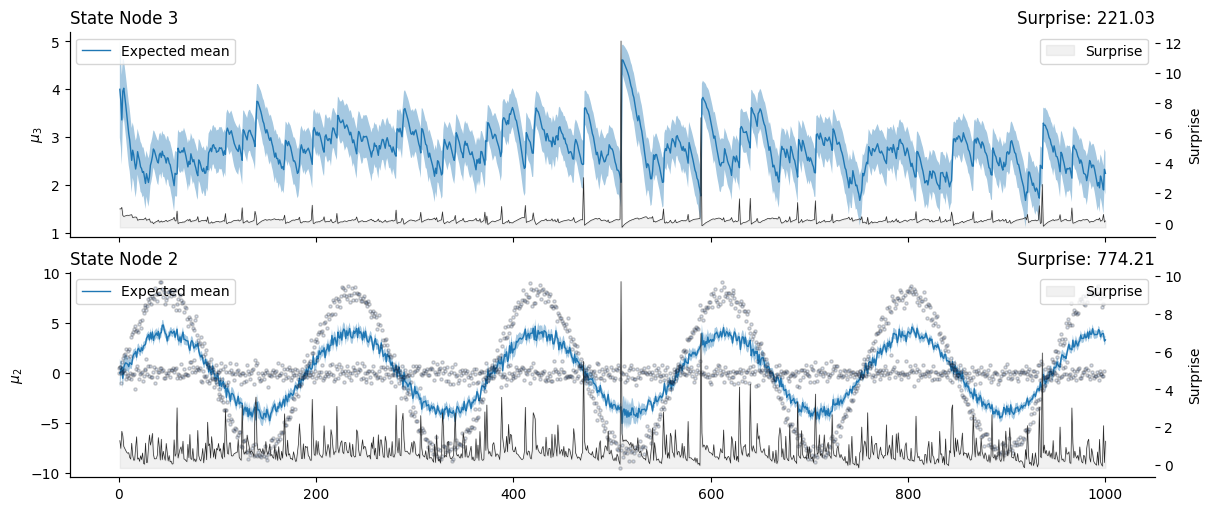 State Node 3
Surprise: 221.03
Expected mean
Surprise
μ3
Surprise
5
4
3
2
1
12
10
8
6
4
2
0
State Node 2
Surprise: 774.21
Expected mean
Surprise
μ2
Surprise
10
5
0
−5
−10
10
8
6
4
2
0
0 200 400 600 800 1000